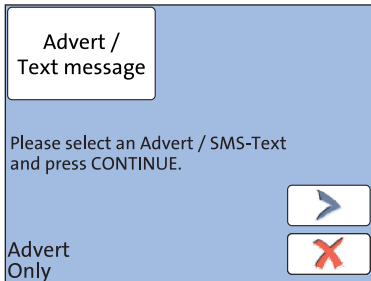 Advert /
Text message
Please select an Advert / SMS-Text
and press CONTINUE.
Advert
Only